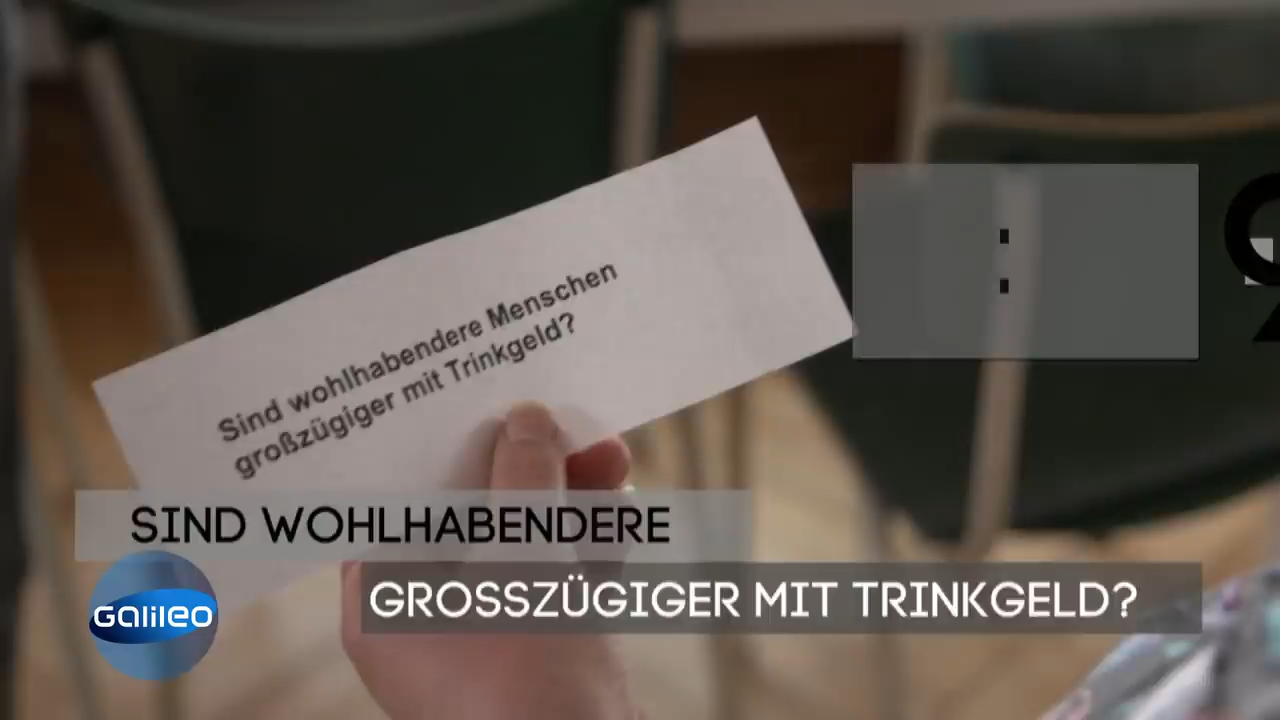 Sind wohlhabendere Menschen
großzügiger mit Trinkgeld?
:
SIND WOHLHABENDERE
GROSSZÜGIGER MIT TRINKGELD?
Galileo